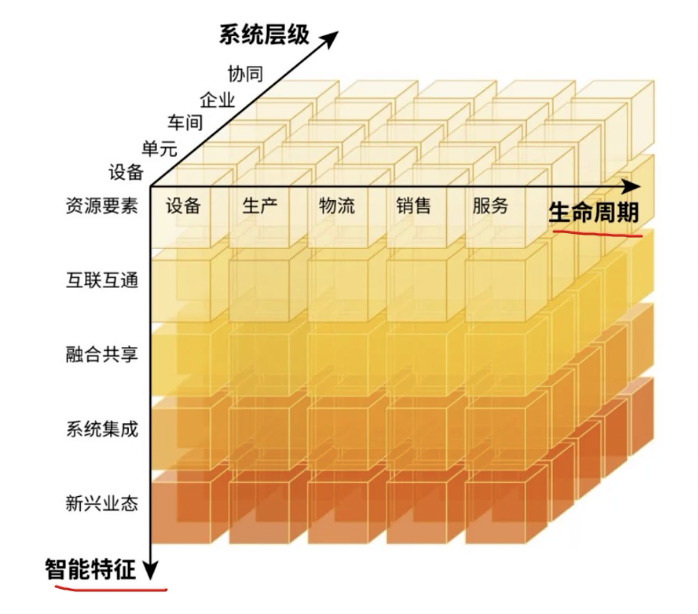 系统层级
协同
企业
车间
单元
设备
资源要素
设备 生产 物流 销售 服务
生命周期
互联互通
融合共享
系统集成
新兴业态
智能特征